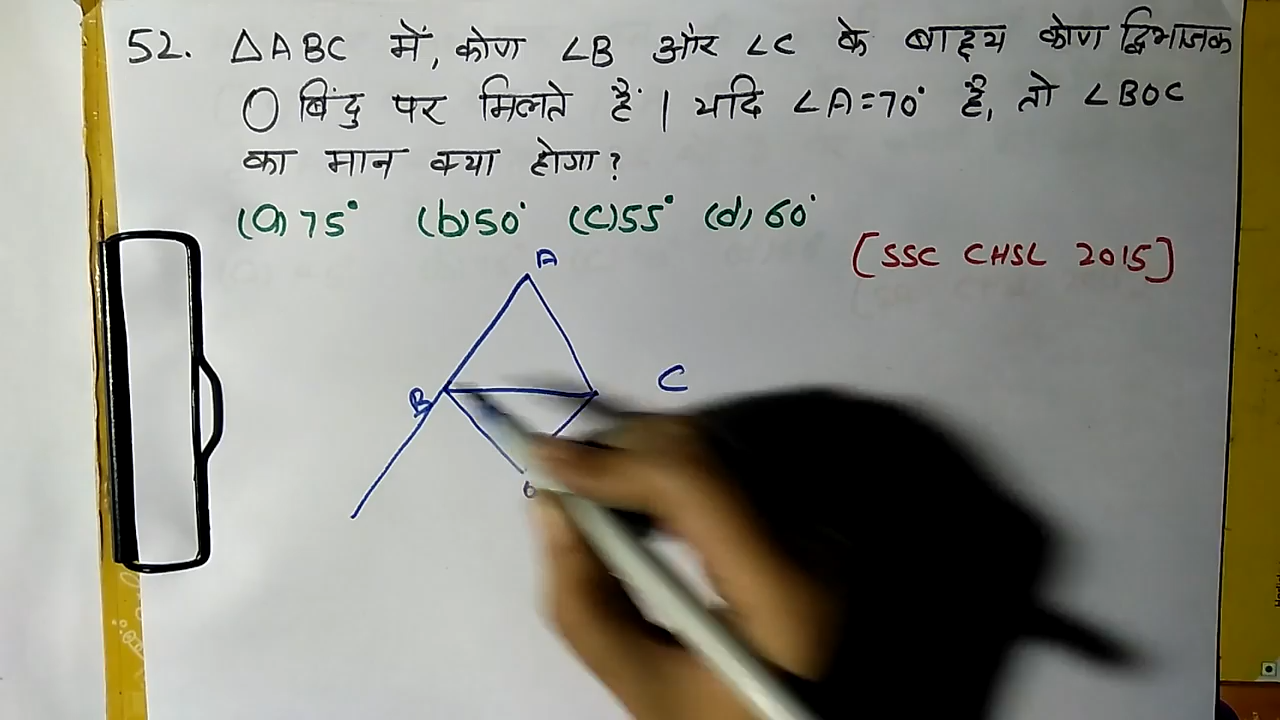 52. △ABC में, कोण ∠B और ∠C के बाह्य कोण द्विभाजक
O बिंदु पर मिलते हैं | यदि ∠A=70° है, तो ∠BOC
का मान क्या होगा?
(a) 75° (b) 50° (c) 55° (d) 60°
[SSC CHSL 2015]
A
B
C